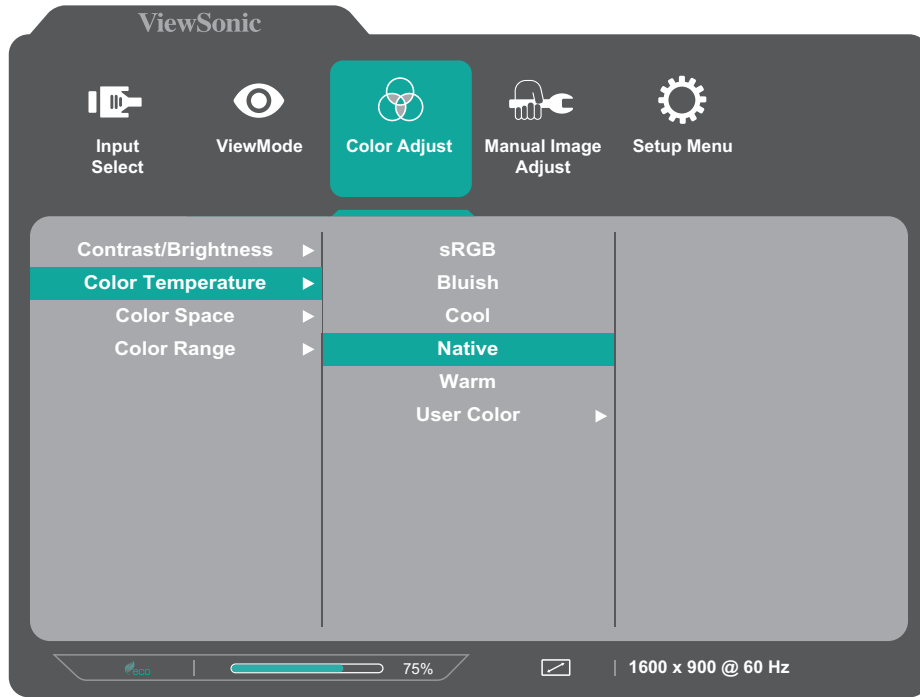 ViewSonic
Input
Select
ViewMode
Color Adjust
Manual Image
Adjust
Setup Menu
Contrast/Brightness
Color Temperature
Color Space
Color Range
sRGB
Bluish
Cool
Native
Warm
User Color
eco
75%
1600 x 900 @ 60 Hz